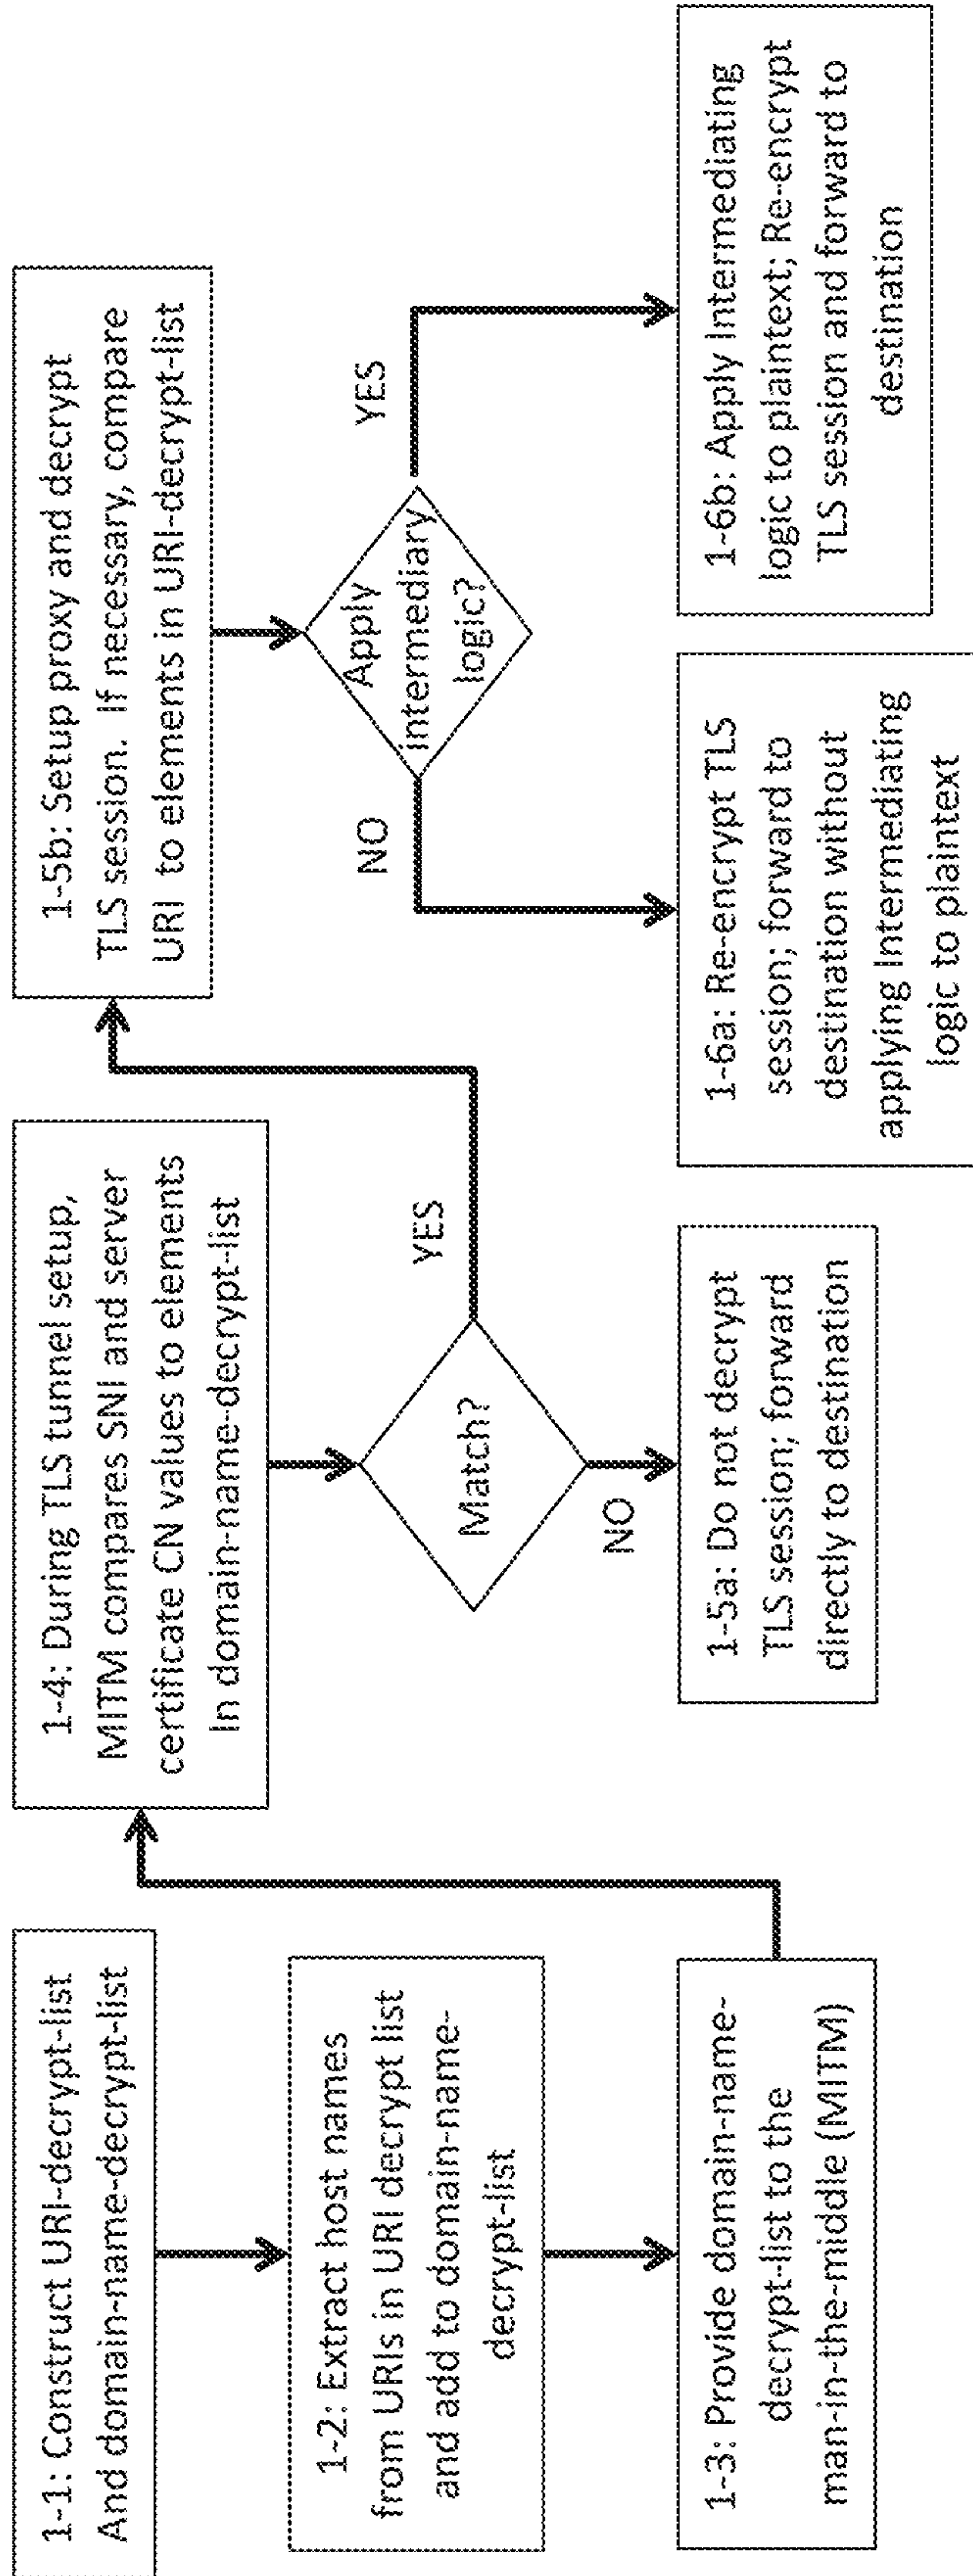 1-1: Construct URI-decrypt-list
And domain-name-decrypt-list
1-2: Extract host names
from URIs in URI decrypt list
and add to domain-name-
decrypt-list
1-3: Provide domain-name-
decrypt-list to the
man-in-the-middle (MITM)
1-4: During TLS tunnel setup,
MITM compares SNI and server
certificate CN values to elements
In domain-name-decrypt-list
Match?
YES
NO
1-5a: Do not decrypt
TLS session; forward
directly to destination
1-5b: Setup proxy and decrypt
TLS session. If necessary, compare
URI to elements in URI-decrypt-list
Apply
intermediary
logic?
NO
YES
1-6a: Re-encrypt TLS
session; forward to
destination without
applying Intermediating
logic to plaintext
1-6b: Apply Intermediating
logic to plaintext; Re-encrypt
TLS session and forward to
destination